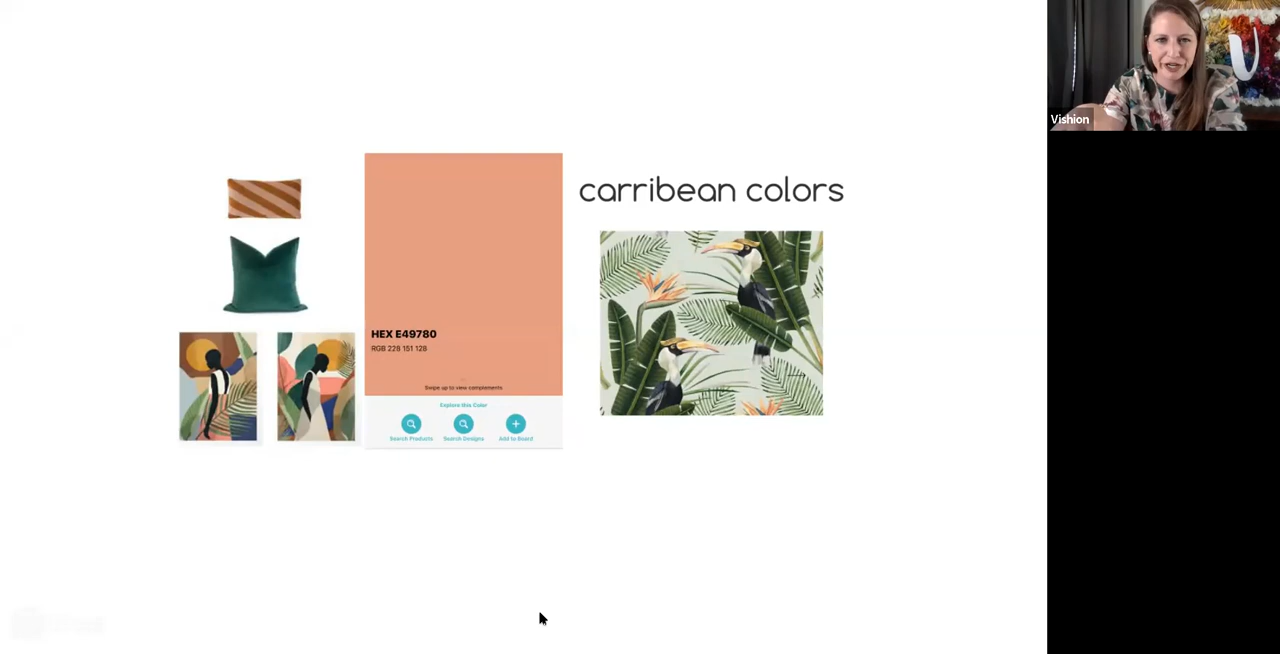 Vishion
carribean colors
HEX E49780
RGB 228 151 128
Swipe up to view complements
Explore this Color
Search Products
Search Designs
Add to Board